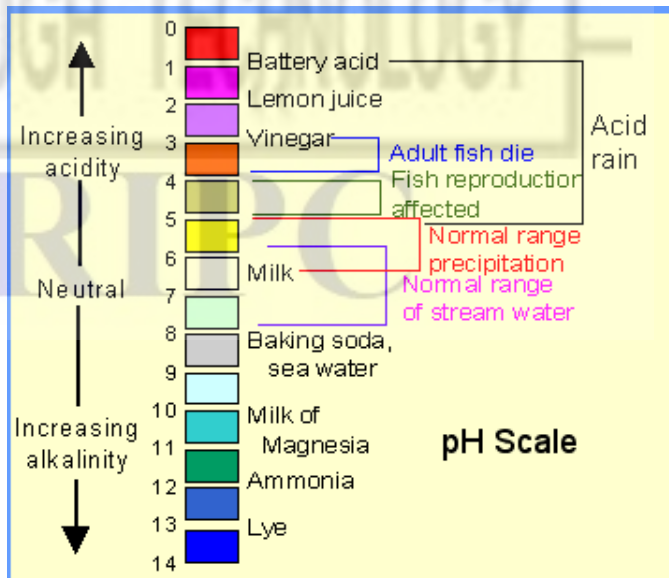 0
1
2
3
4
5
6
7
8
9
10
11
12
13
14
Increasing
acidity
Neutral
Increasing
alkalinity
Battery acid
Lemon juice
Vinegar
Milk
Baking soda,
sea water
Milk of
Magnesia
Ammonia
Lye
Adult fish die
Fish reproduction
affected
Normal range
precipitation
Normal range
of stream water
Acid
rain
pH Scale
TECHNOLOGY
RIPC